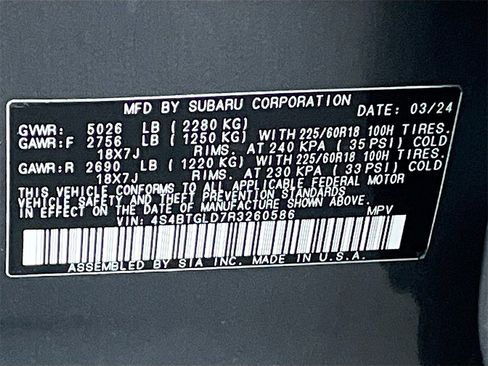 MFD BY SUBARU CORPORATION DATE: 03/24
GVWR: 5026 LB (2280 KG)
GAWR:F 2756 LB (1250 KG) WITH 225/60R18 100H TIRES.
18X7J RIMS. AT 240 KPA (35 PSI) COLD
GAWR:R 2690 LB (1220 KG) WITH 225/60R18 100H TIRES.
18X7J RIMS. AT 230 KPA (33 PSI) COLD
THIS VEHICLE CONFORMS TO ALL APPLICABLE FEDERAL MOTOR
VEHICLE SAFETY AND THEFT PREVENTION STANDARDS
IN EFFECT ON THE DATE OF MANUFACTURE SHOWN ABOVE.
VIN: 4S4BTGLD7R3260586 MPV
ASSEMBLED BY SIA INC. MADE IN U.S.A.